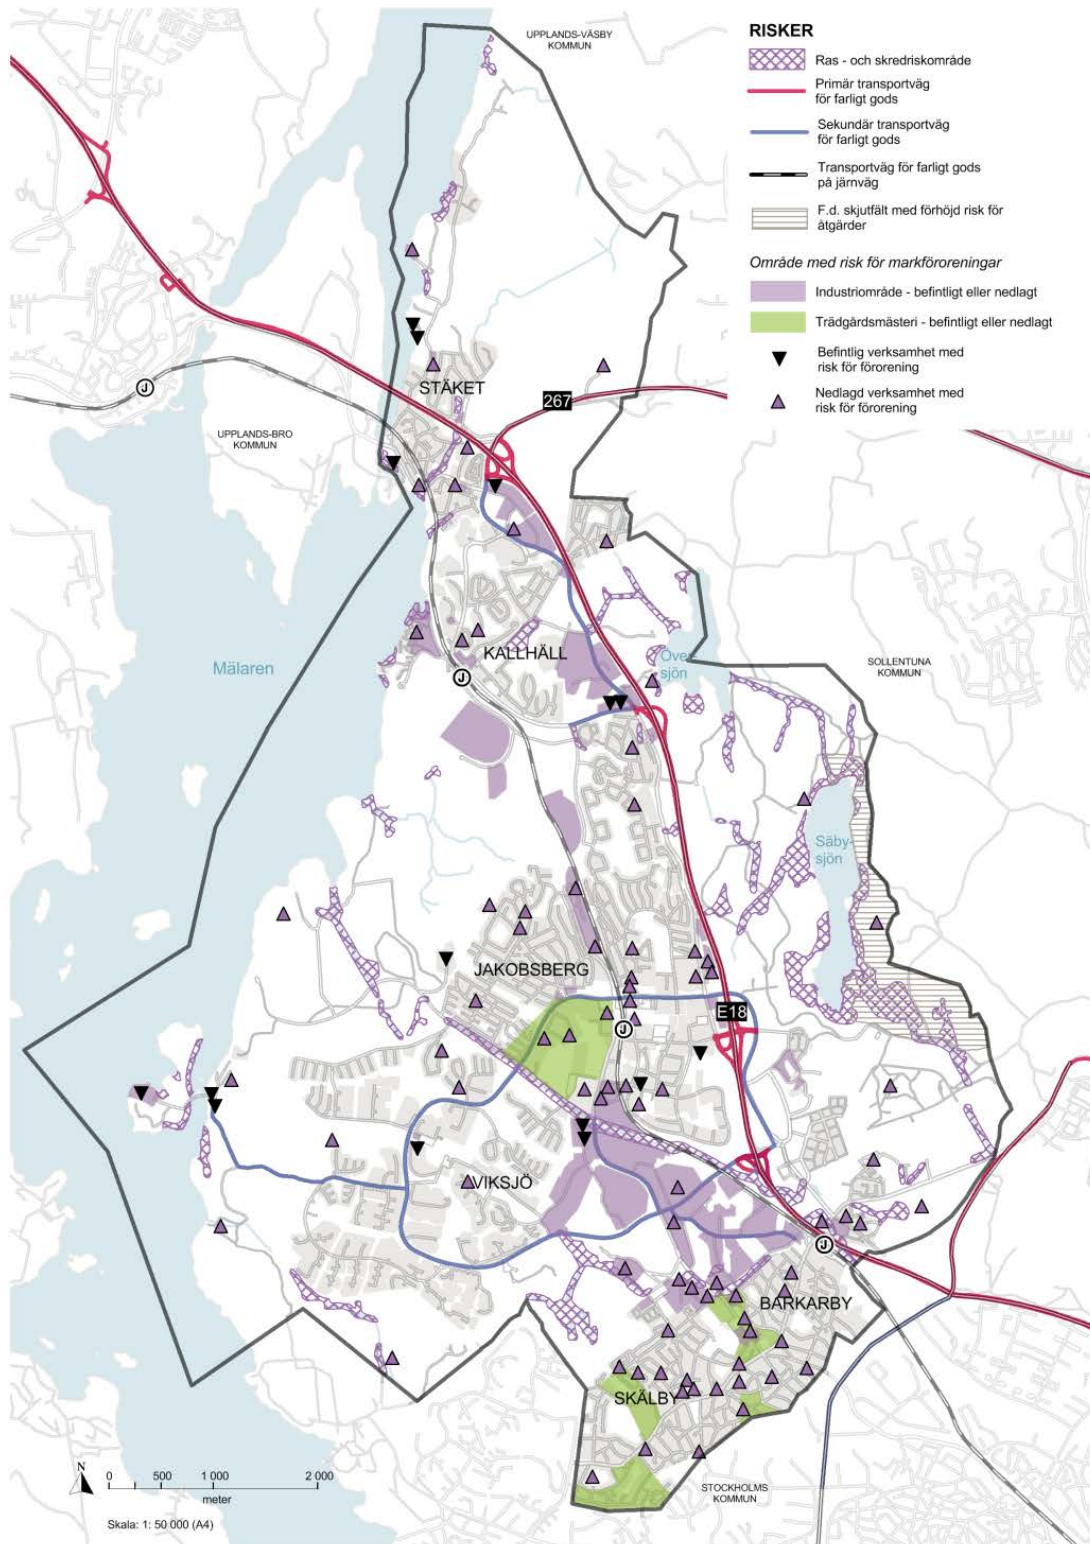 UPPLANDS-VÄSBY
KOMMUN
RISKER
Ras - och skredriskområde
Primär transportväg
för farligt gods
Sekundär transportväg
för farligt gods
Transportväg för farligt gods
på järnväg
F.d. skjutfält med förhöjd risk för
åtgärder
Område med risk för markföroreningar
Industriområde - befintligt eller nedlagt
Trädgårdsmästeri - befintligt eller nedlagt
Befintlig verksamhet med
risk för förorening
Nedlagd verksamhet med
risk för förorening
J
STÄKET
267
UPPLANDS-BRO
KOMMUN
KALLHÄLL
Över-
sjön
SOLLENTUNA
KOMMUN
Mälaren
J
Säby-
sjön
JAKOBSBERG
E18
J
VIKSJÖ
J
BARKARBY
SKÄLBY
STOCKHOLMS
KOMMUN
N
0 500 1 000 2 000
meter
Skala: 1: 50 000 (A4)